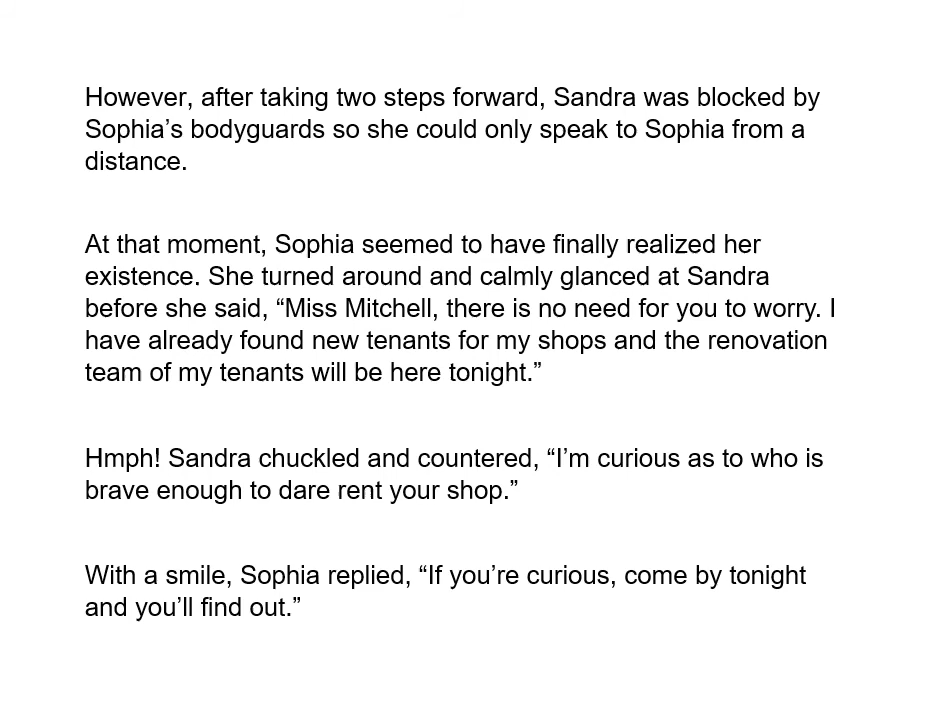 However, after taking two steps forward, Sandra was blocked by
Sophia’s bodyguards so she could only speak to Sophia from a
distance.
At that moment, Sophia seemed to have finally realized her
existence. She turned around and calmly glanced at Sandra
before she said, “Miss Mitchell, there is no need for you to worry. I
have already found new tenants for my shops and the renovation
team of my tenants will be here tonight.”
Hmph! Sandra chuckled and countered, “I’m curious as to who is
brave enough to dare rent your shop.”
With a smile, Sophia replied, “If you’re curious, come by tonight
and you’ll find out.”